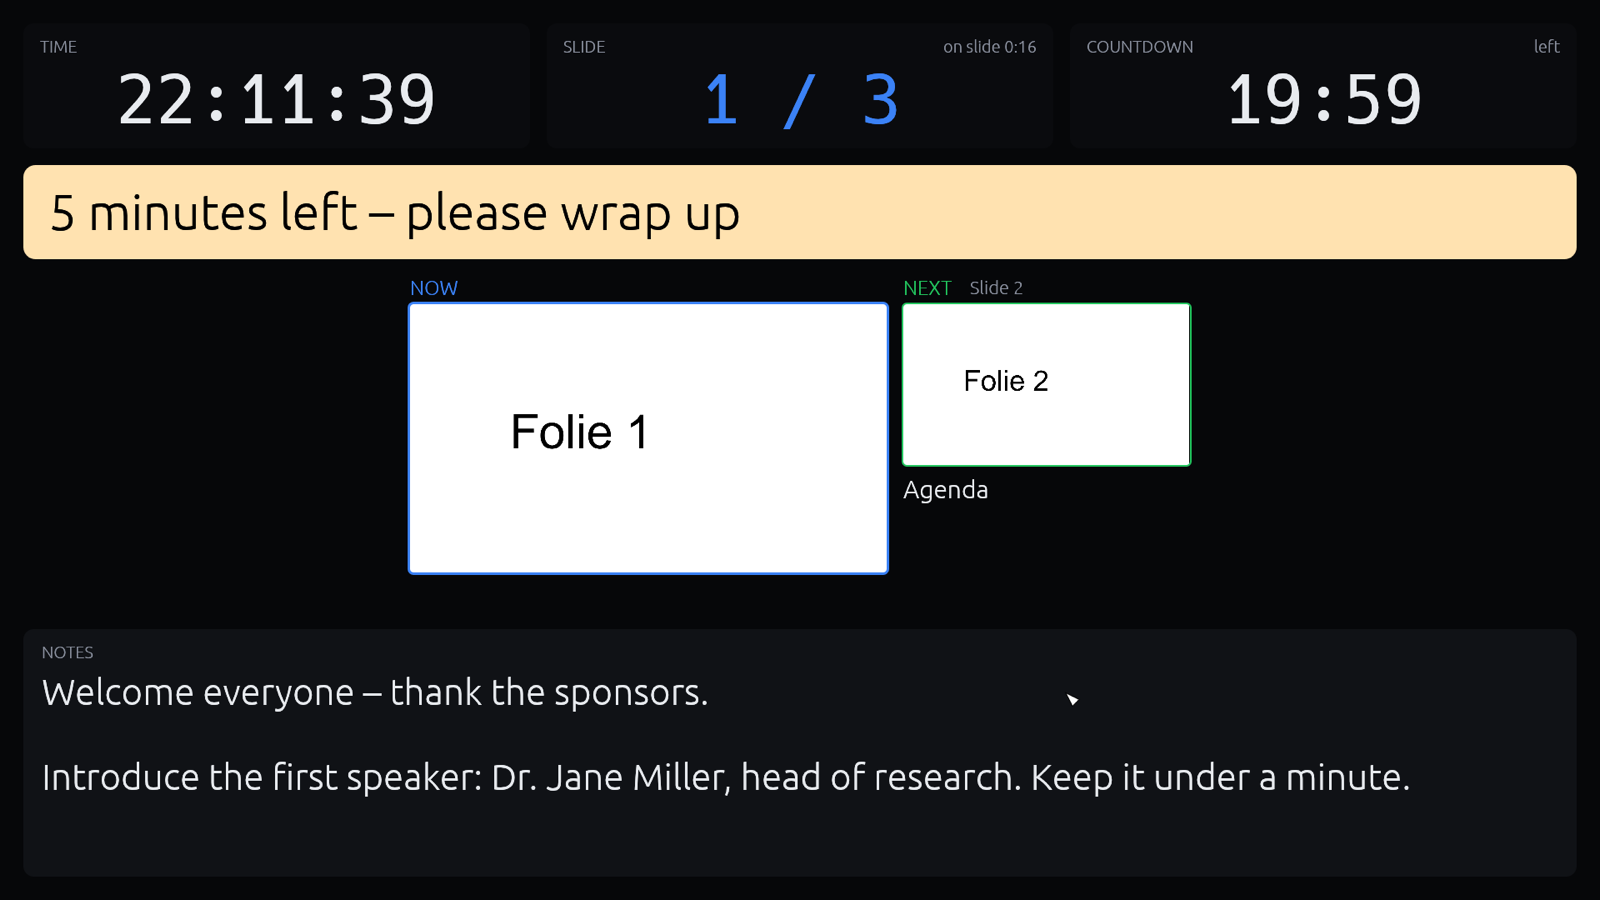 TIME
22:11:39
SLIDE
on slide 0:16
1 / 3
COUNTDOWN
left
19:59
5 minutes left – please wrap up
NOW
Folie 1
NEXT Slide 2
Folie 2
Agenda
NOTES
Welcome everyone – thank the sponsors.
Introduce the first speaker: Dr. Jane Miller, head of research. Keep it under a minute.